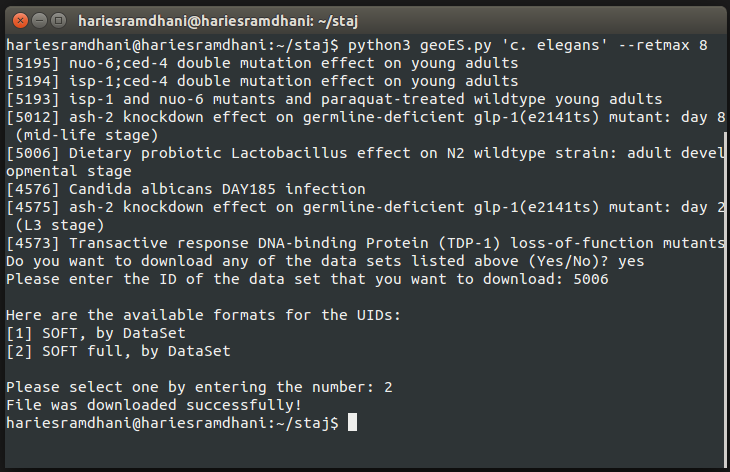 hariesramdhani@hariesramdhani: ~/staj
hariesramdhani@hariesramdhani:~/staj$ python3 geoES.py 'c. elegans' --retmax 8
[5195] nuo-6;ced-4 double mutation effect on young adults
[5194] isp-1;ced-4 double mutation effect on young adults
[5193] isp-1 and nuo-6 mutants and paraquat-treated wildtype young adults
[5012] ash-2 knockdown effect on germline-deficient glp-1(e2141ts) mutant: day 8
 (mid-life stage)
[5006] Dietary probiotic Lactobacillus effect on N2 wildtype strain: adult devel
opmental stage
[4576] Candida albicans DAY185 infection
[4575] ash-2 knockdown effect on germline-deficient glp-1(e2141ts) mutant: day 2
 (L3 stage)
[4573] Transactive response DNA-binding Protein (TDP-1) loss-of-function mutants
Do you want to download any of the data sets listed above (Yes/No)? yes
Please enter the ID of the data set that you want to download: 5006

Here are the available formats for the UIDs:
[1] SOFT, by DataSet
[2] SOFT full, by DataSet

Please select one by entering the number: 2
File was downloaded successfully!
hariesramdhani@hariesramdhani:~/staj$